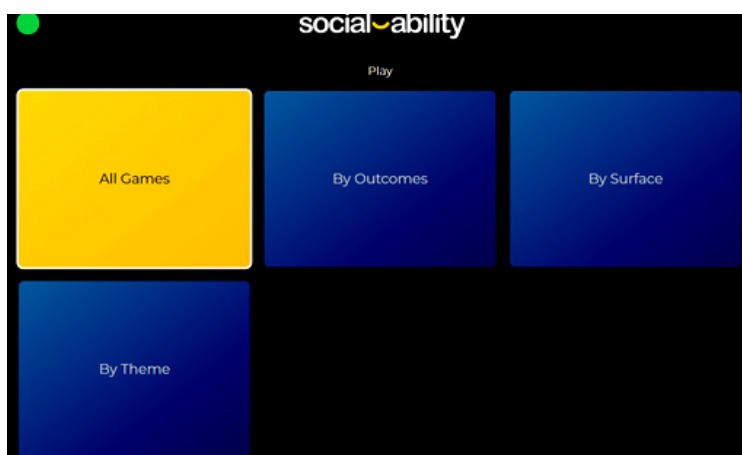 social ability
Play
All Games
By Outcomes
By Surface
By Theme